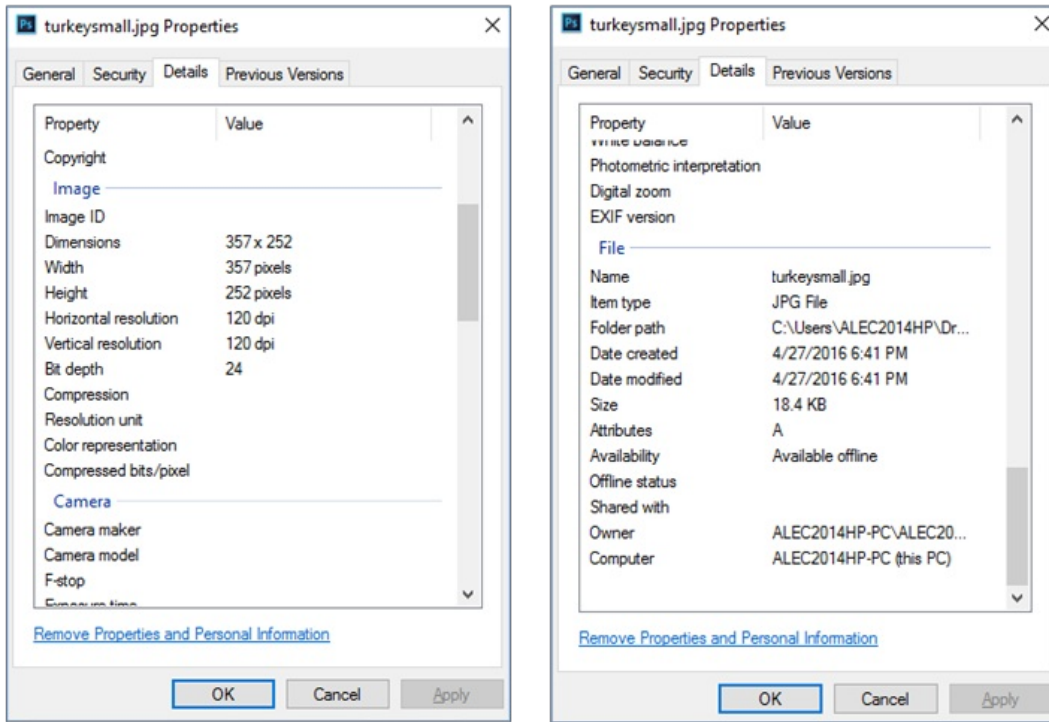 turkeysmall.jpg Properties
General Security Details Previous Versions
Property Value
Copyright
Image
Image ID
Dimensions 357 x 252
Width 357 pixels
Height 252 pixels
Horizontal resolution 120 dpi
Vertical resolution 120 dpi
Bit depth 24
Compression
Resolution unit
Color representation
Compressed bits/pixel
Camera
Camera maker
Camera model
F-stop
Exposure time
Remove Properties and Personal Information
OK Cancel Apply
turkeysmall.jpg Properties
General Security Details Previous Versions
Property Value
White balance
Photometric interpretation
Digital zoom
EXIF version
File
Name turkeysmall.jpg
Item type JPG File
Folder path C:\Users\ALEC2014HP\Dr...
Date created 4/27/2016 6:41 PM
Date modified 4/27/2016 6:41 PM
Size 18.4 KB
Attributes A
Availability Available offline
Offline status
Shared with
Owner ALEC2014HP-PC\ALEC20...
Computer ALEC2014HP-PC (this PC)
Remove Properties and Personal Information
OK Cancel Apply